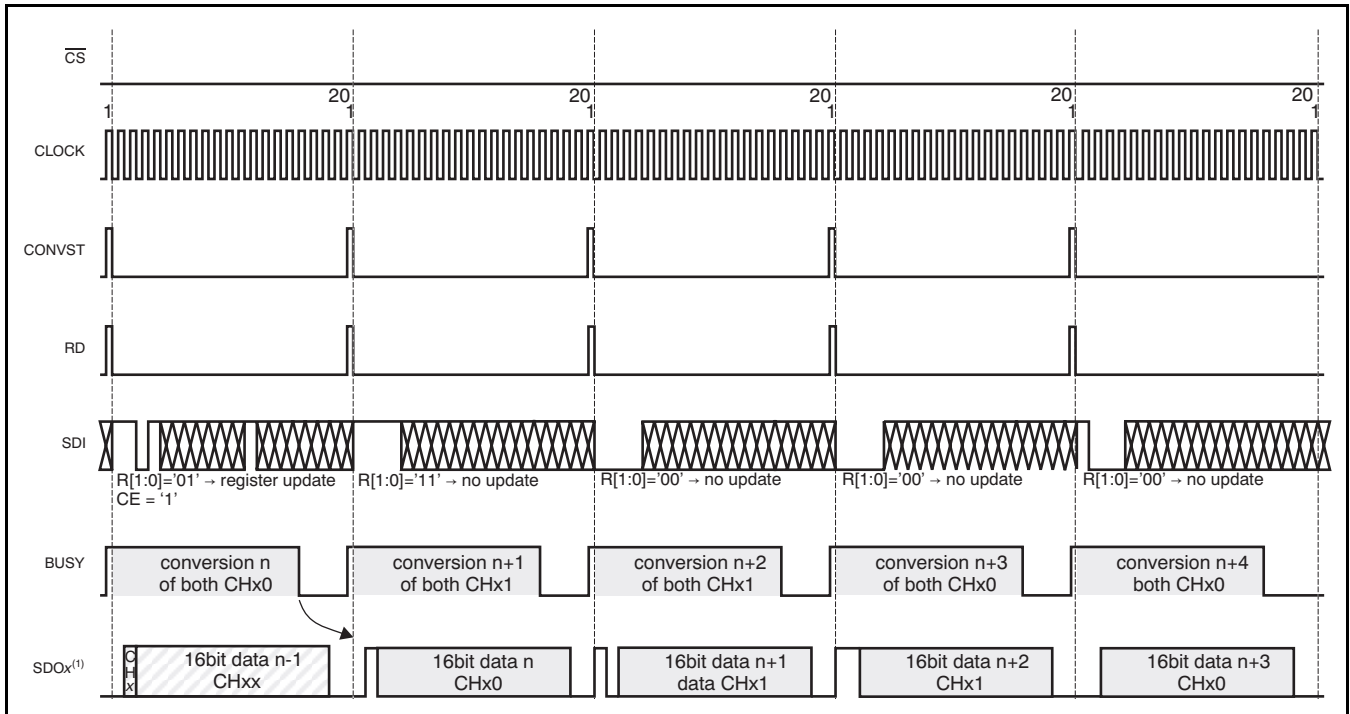 CS
20 20 20 20 20
1 1 1 1 1 1
CLOCK
CONVST
RD
SDI
R[1:0]='01' → register update
CE = '1'
R[1:0]='11' → no update
R[1:0]='00' → no update
R[1:0]='00' → no update
R[1:0]='00' → no update
BUSY
conversion n
of both CHx0
conversion n+1
of both CHx1
conversion n+2
of both CHx1
conversion n+3
of both CHx0
conversion n+4
both CHx0
SDOx(1)
C
H
x
16bit data n-1
CHxx
16bit data n
CHx0
16bit data n+1
data CHx1
16bit data n+2
CHx1
16bit data n+3
CHx0